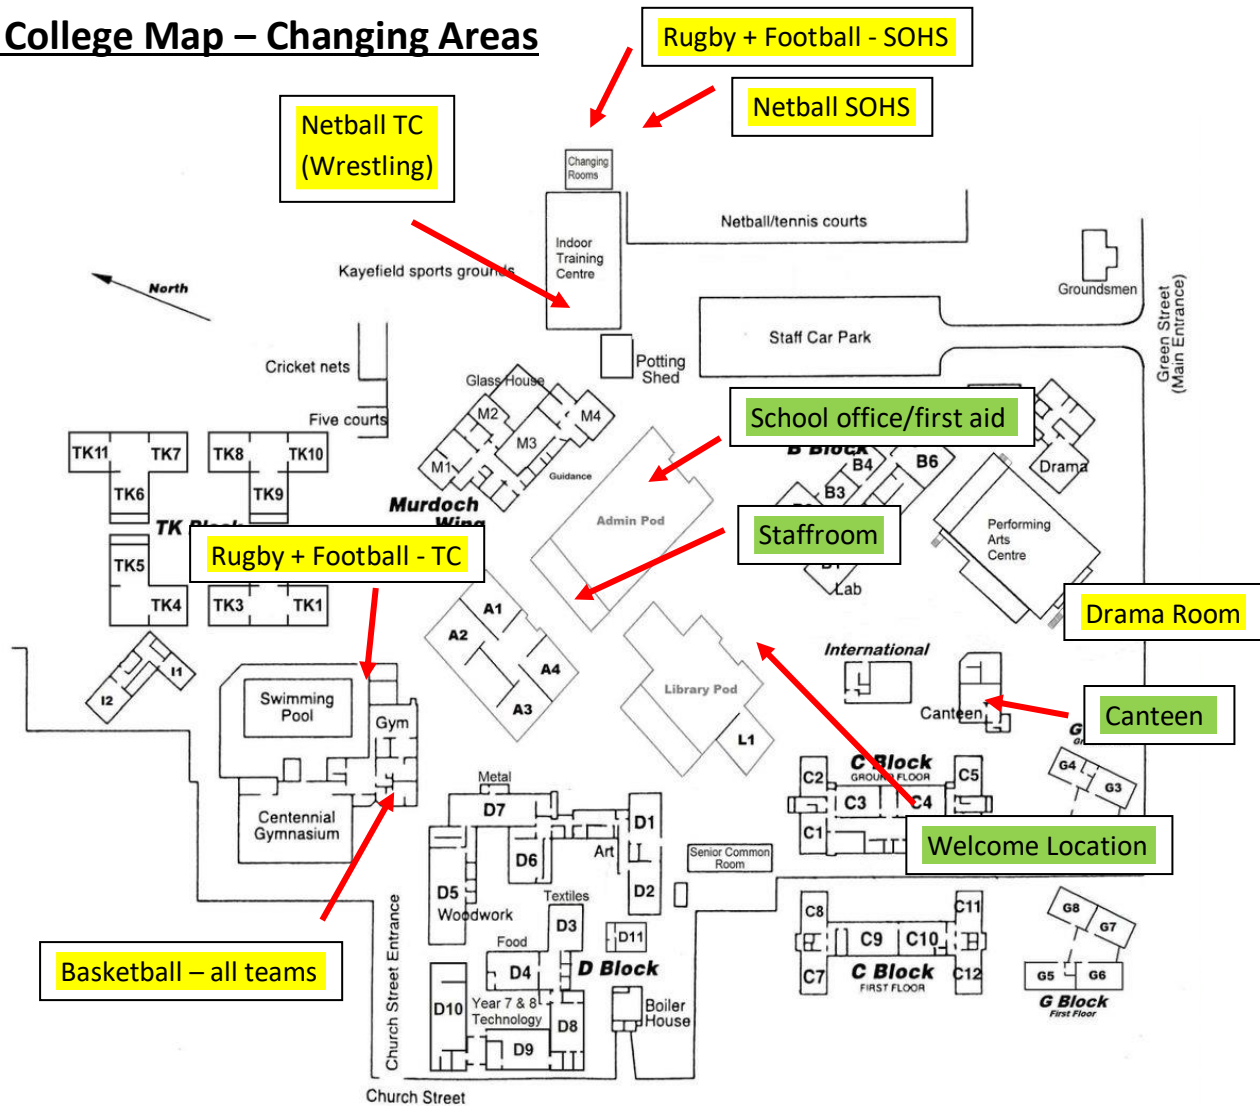 College Map – Changing Areas
Rugby + Football - SOHS
Netball SOHS
Netball TC
(Wrestling)
Changing
Rooms
Netball/tennis courts
Indoor
Training
Centre
Kayefield sports grounds
North
Groundsmen
Green Street
(Main Entrance)
Staff Car Park
Potting
Shed
Cricket nets
Glass House
Five courts
M2
M4
M3
M1
Guidance
School office/first aid
B Block
B4
B6
B3
Drama
TK11
TK7
TK8
TK10
TK6
TK9
Murdoch
Wing
TK Block
Admin Pod
Performing
Arts
Centre
Staffroom
Rugby + Football - TC
TK5
TK4
TK3
TK1
B1
Lab
A1
A2
A4
A3
Drama Room
International
I1
I2
Swimming
Pool
Gym
Library Pod
L1
Canteen
Canteen
C Block
GROUND FLOOR
C2
C5
C3
C4
C1
G4
G3
Metal
D7
D1
Centennial
Gymnasium
D6
Art
Senior Common
Room
Welcome Location
D5
D2
Woodwork
Textiles
D3
D11
C8
C11
G8
G7
Church Street Entrance
Food
D4
D Block
C9
C10
C7
C Block
FIRST FLOOR
C12
G5
G6
G Block
First Floor
Basketball – all teams
D10
Year 7 & 8
Technology
D8
D9
Boiler
House
Church Street